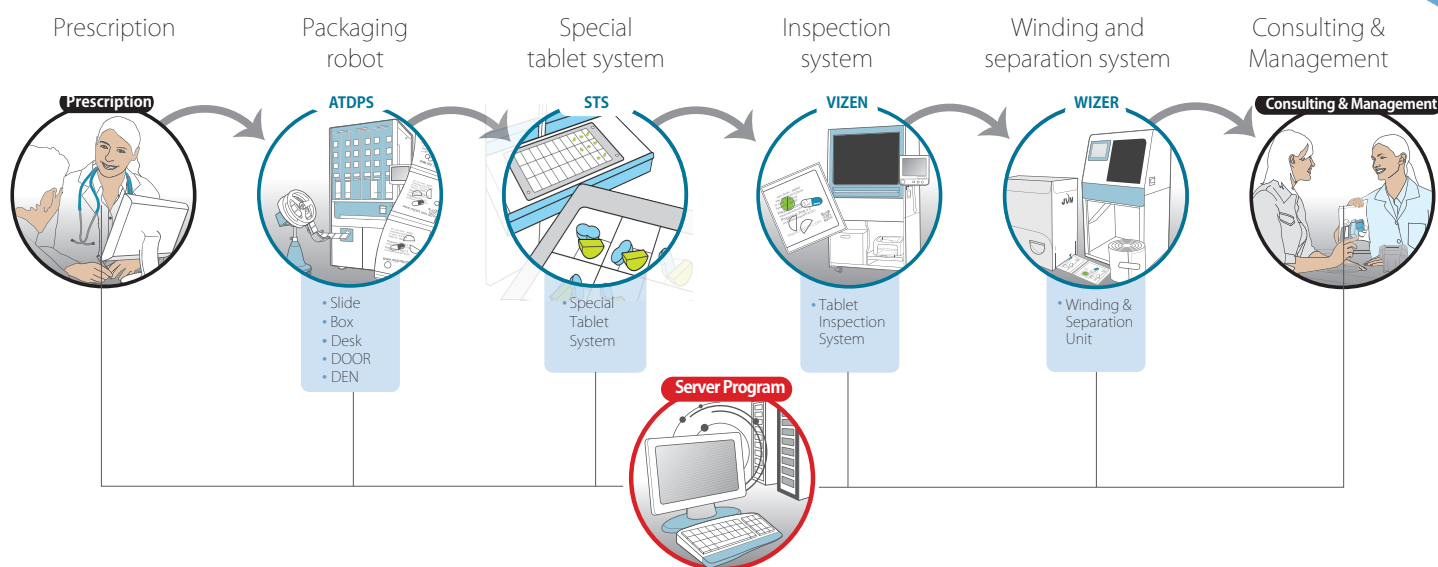 Prescription
Packaging
robot
Special
tablet system
Inspection
system
Winding and
separation system
Consulting &
Management
Prescription
ATDPS
STS
VIZEN
WIZER
Consulting & Management
JVM
• Slide
• Box
• Desk
• DOOR
• DEN
• Special
Tablet
System
• Tablet
Inspection
System
• Winding &
Separation
Unit
Server Program